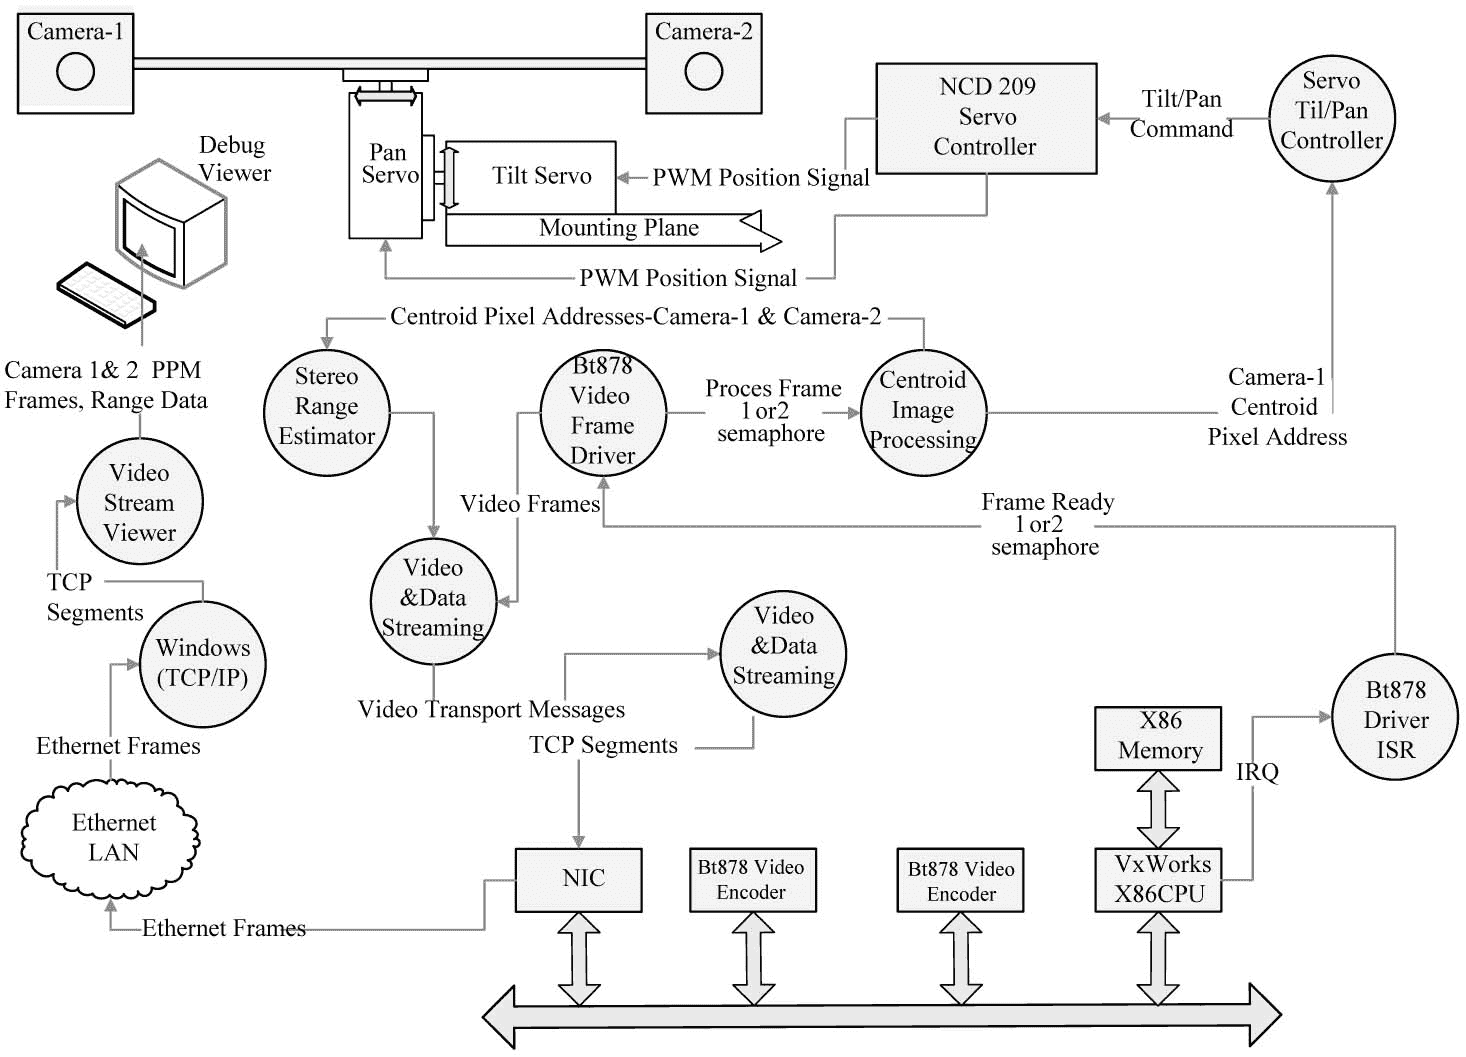 Camera-1
Camera-2
NCD 209
Servo
Controller
Tilt/Pan
Command
Servo
Til/Pan
Controller
Debug
Viewer
Pan
Servo
Tilt Servo
PWM Position Signal
Mounting Plane
PWM Position Signal
Centroid Pixel Addresses-Camera-1 & Camera-2
Camera 1& 2 PPM
Frames, Range Data
Stereo
Range
Estimator
Bt878
Video
Frame
Driver
Proces Frame
1or2
semaphore
Centroid
Image
Processing
Camera-1
Centroid
Pixel Address
Video
Stream
Viewer
Video Frames
Frame Ready
1or2
semaphore
TCP
Segments
Video
&Data
Streaming
Video
&Data
Streaming
Windows
(TCP/IP)
Video Transport Messages
TCP Segments
Bt878
Driver
ISR
X86
Memory
IRQ
Ethernet Frames
Ethernet
LAN
NIC
Bt878 Video
Encoder
Bt878 Video
Encoder
VxWorks
X86CPU
Ethernet Frames